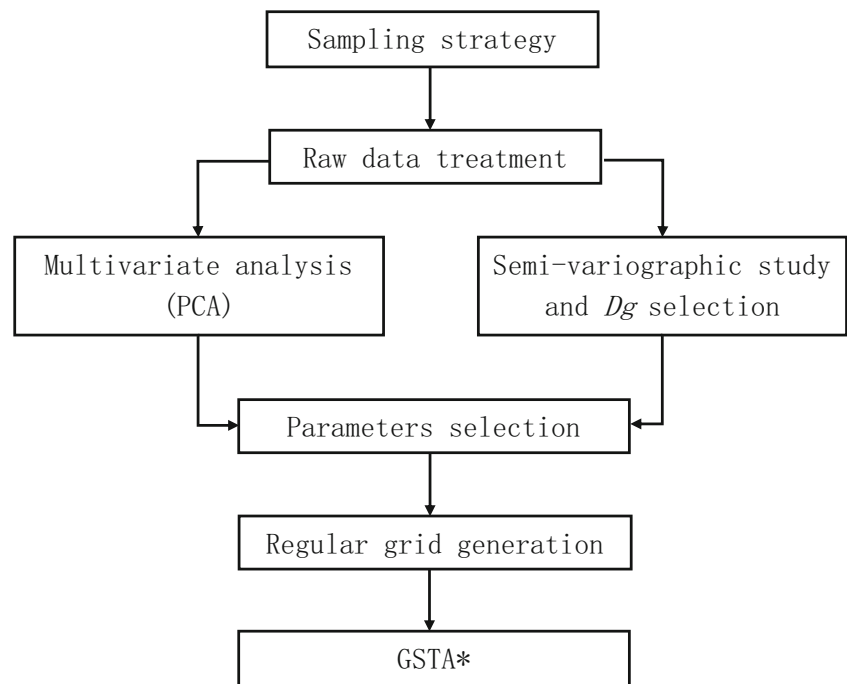 Sampling strategy
Raw data treatment
Multivariate analysis
(PCA)
Semi-variographic study
and Dg selection
Parameters selection
Regular grid generation
GSTA*